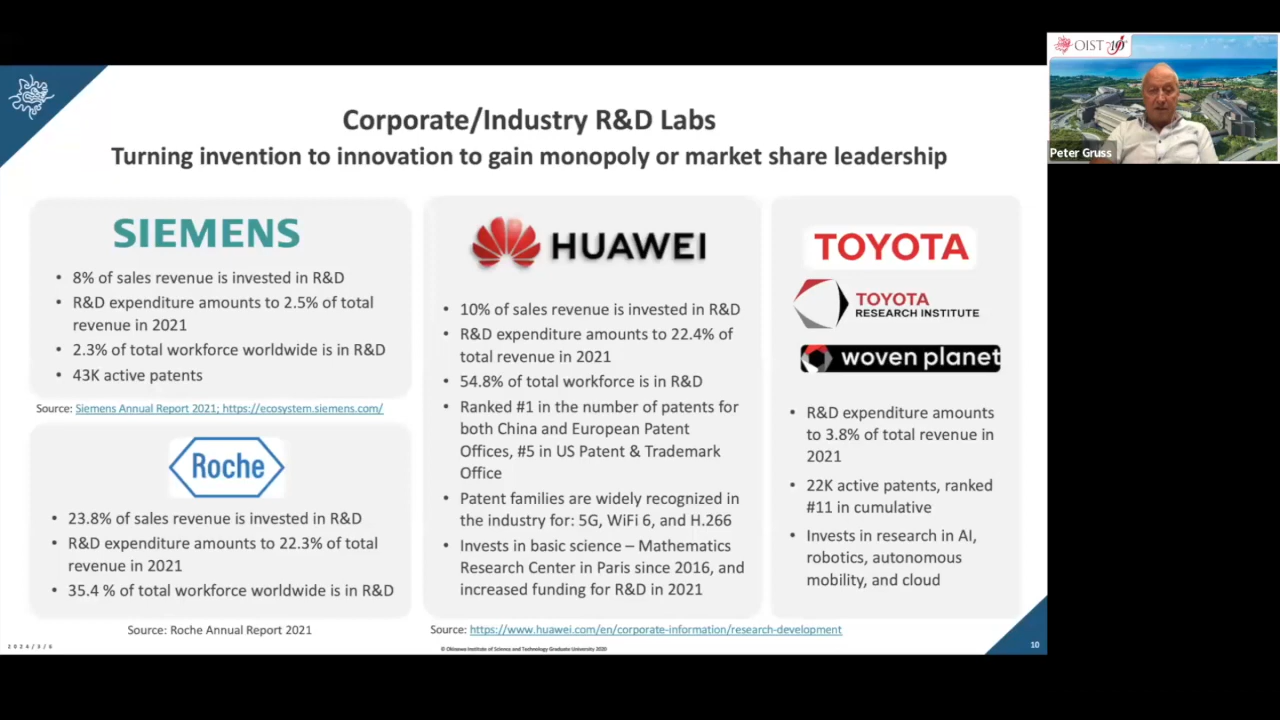 Corporate/Industry R&D Labs
Turning invention to innovation to gain monopoly or market share leadership
SIEMENS
• 8% of sales revenue is invested in R&D
• R&D expenditure amounts to 2.5% of total
revenue in 2021
• 2.3% of total workforce worldwide is in R&D
• 43K active patents
Source: Siemens Annual Report 2021; https://ecosystem.siemens.com/
Roche
• 23.8% of sales revenue is invested in R&D
• R&D expenditure amounts to 22.3% of total
revenue in 2021
• 35.4 % of total workforce worldwide is in R&D
Source: Roche Annual Report 2021
HUAWEI
• 10% of sales revenue is invested in R&D
• R&D expenditure amounts to 22.4% of
total revenue in 2021
• 54.8% of total workforce is in R&D
• Ranked #1 in the number of patents for
both China and European Patent
Offices, #5 in US Patent & Trademark
Office
• Patent families are widely recognized in
the industry for: 5G, WiFi 6, and H.266
• Invests in basic science – Mathematics
Research Center in Paris since 2016, and
increased funding for R&D in 2021
Source: https://www.huawei.com/en/corporate-information/research-development
TOYOTA
TOYOTA
RESEARCH INSTITUTE
woven planet
• R&D expenditure amounts
to 3.8% of total revenue in
2021
• 22K active patents, ranked
#11 in cumulative
• Invests in research in AI,
robotics, autonomous
mobility, and cloud
© Okinawa Institute of Science and Technology Graduate University 2020
10
OIST
Peter Gruss